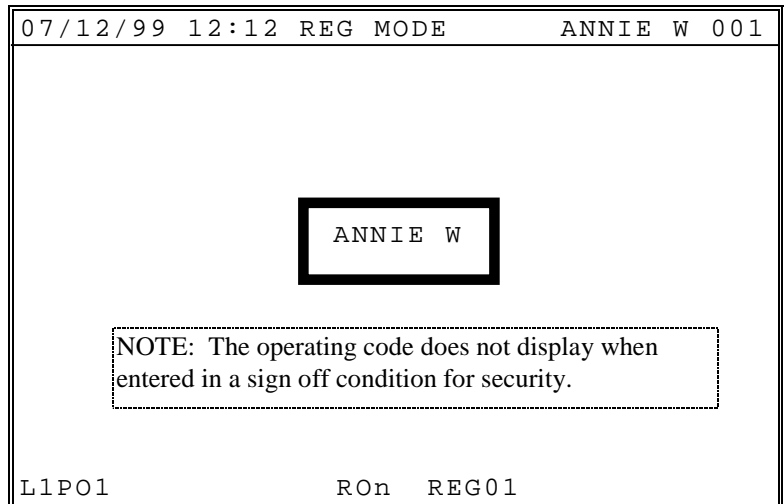 07/12/99 12:12 REG MODE ANNIE W 001
ANNIE W
NOTE: The operating code does not display when
entered in a sign off condition for security.
L1PO1 ROn REG01